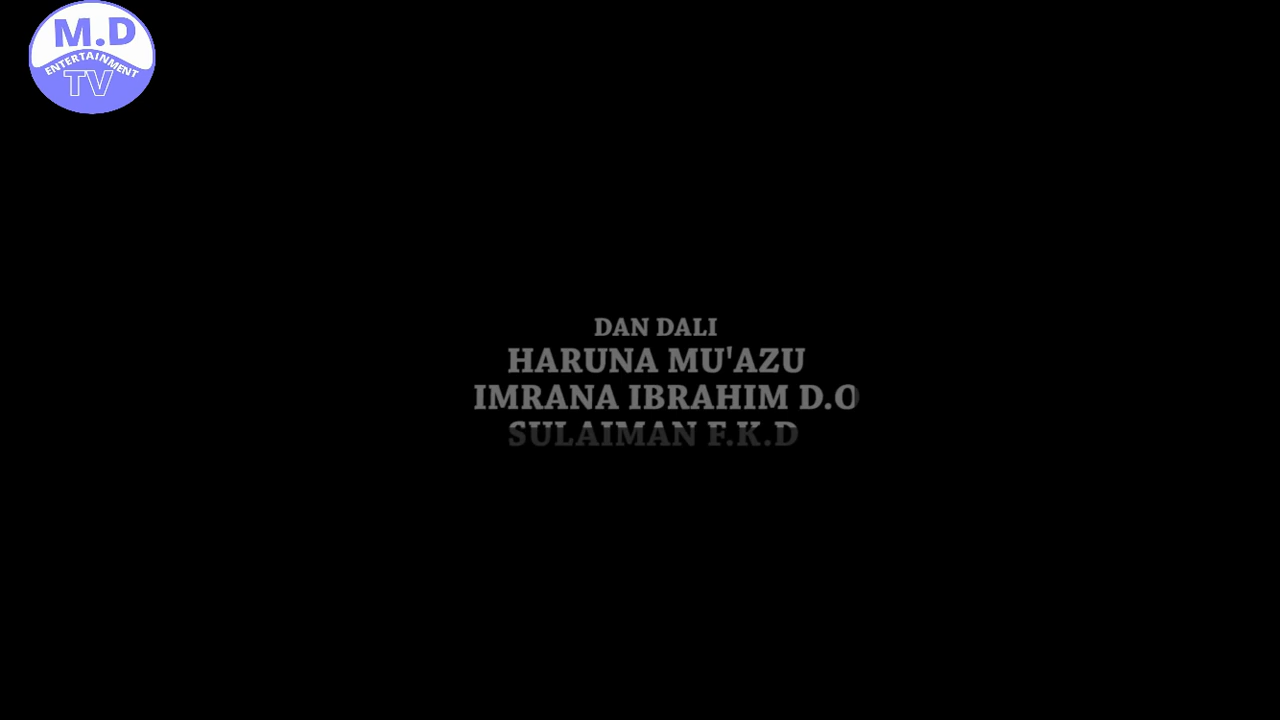 M.D
ENTERTAINMENT
TV
DAN DALI
HARUNA MU'AZU
IMRANA IBRAHIM D.O
SULAIMAN F.K.D